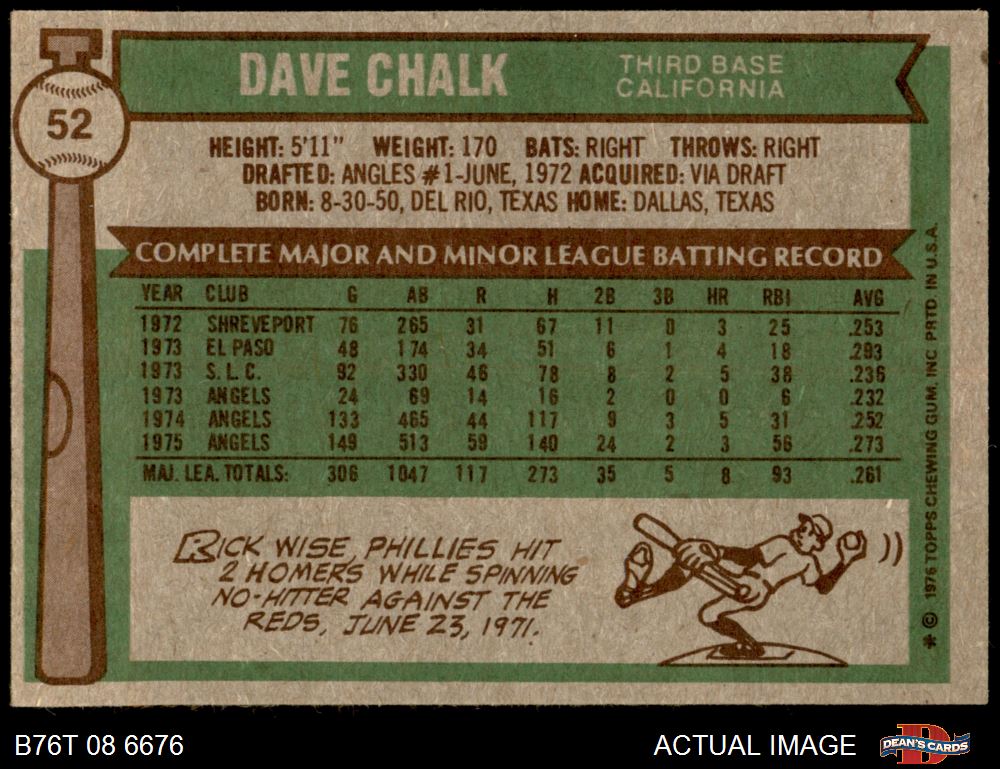 52
DAVE CHALK
THIRD BASE
CALIFORNIA
HEIGHT: 5'11" WEIGHT: 170 BATS: RIGHT THROWS: RIGHT
DRAFTED: ANGLES #1-JUNE, 1972 ACQUIRED: VIA DRAFT
BORN: 8-30-50, DEL RIO, TEXAS HOME: DALLAS, TEXAS
COMPLETE MAJOR AND MINOR LEAGUE BATTING RECORD
YEAR CLUB G AB R H 2B 3B HR RBI AVG
1972 SHREVEPORT 76 265 31 67 11 0 3 25 .253
1973 EL PASO 48 174 34 51 6 1 4 18 .293
1973 S. L. C. 92 330 46 78 8 2 5 38 .236
1973 ANGELS 24 69 14 16 2 0 0 6 .232
1974 ANGELS 133 465 44 117 9 3 5 31 .252
1975 ANGELS 149 513 59 140 24 2 3 56 .273
MAJ. LEA. TOTALS: 306 1047 117 273 35 5 8 93 .261
RICK WISE, PHILLIES HIT
2 HOMERS WHILE SPINNING
NO-HITTER AGAINST THE
REDS, JUNE 23, 1971.
* © 1976 TOPPS CHEWING GUM, INC PRTD. IN U.S.A.
B76T 08 6676
ACTUAL IMAGE
DEAN'S CARDS